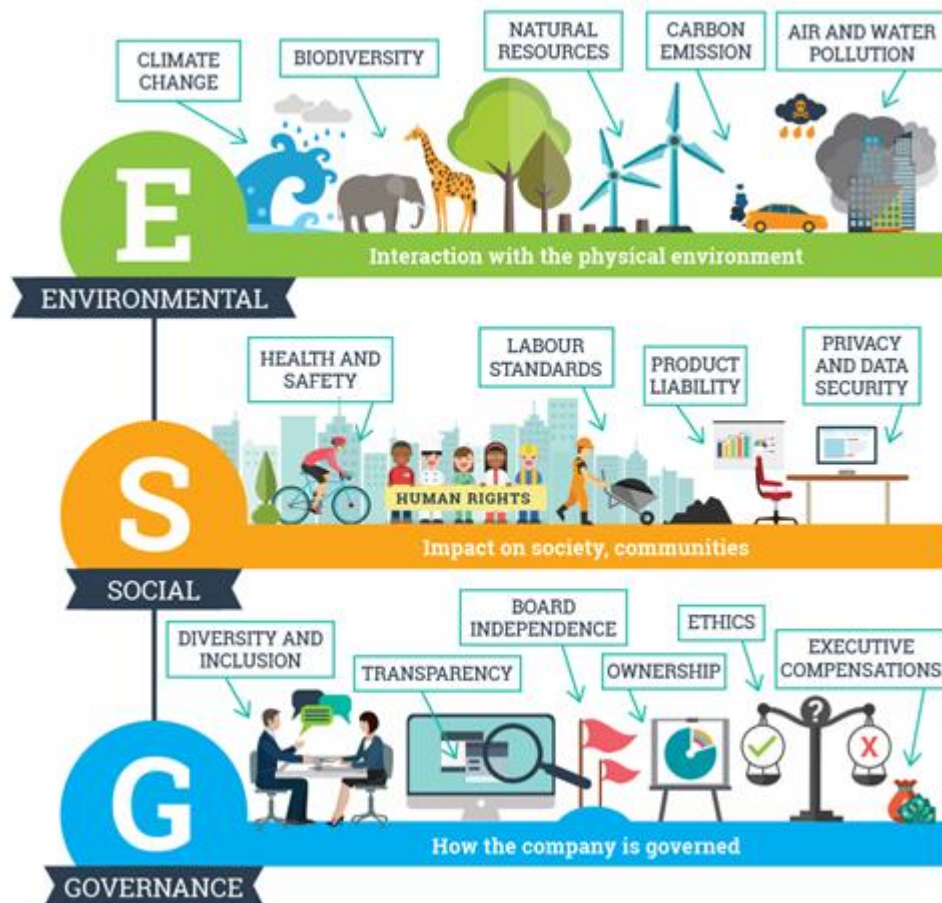 CLIMATE
CHANGE
BIODIVERSITY
NATURAL
RESOURCES
CARBON
EMISSION
AIR AND WATER
POLLUTION
E
Interaction with the physical environment
ENVIRONMENTAL
HEALTH AND
SAFETY
LABOUR
STANDARDS
PRODUCT
LIABILITY
PRIVACY
AND DATA
SECURITY
HUMAN RIGHTS
S
Impact on society, communities
SOCIAL
DIVERSITY AND
INCLUSION
TRANSPARENCY
BOARD
INDEPENDENCE
OWNERSHIP
ETHICS
EXECUTIVE
COMPENSATIONS
?
X
G
How the company is governed
GOVERNANCE